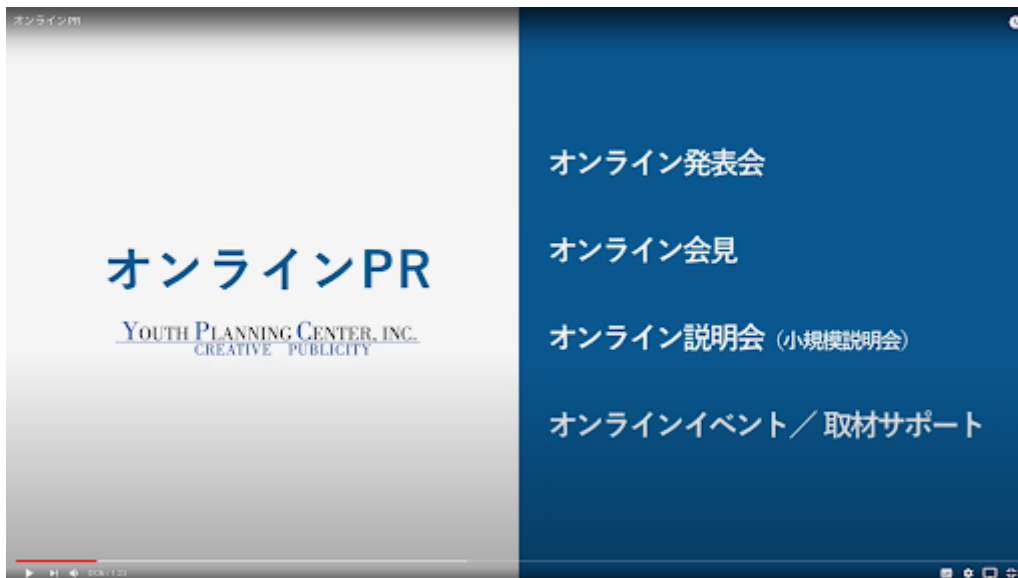 オンラインPR
オンラインPR
YOUTH PLANNING CENTER, INC.
CREATIVE PUBLICITY
オンライン発表会
オンライン会見
オンライン説明会（小規模説明会）
オンラインイベント／取材サポート